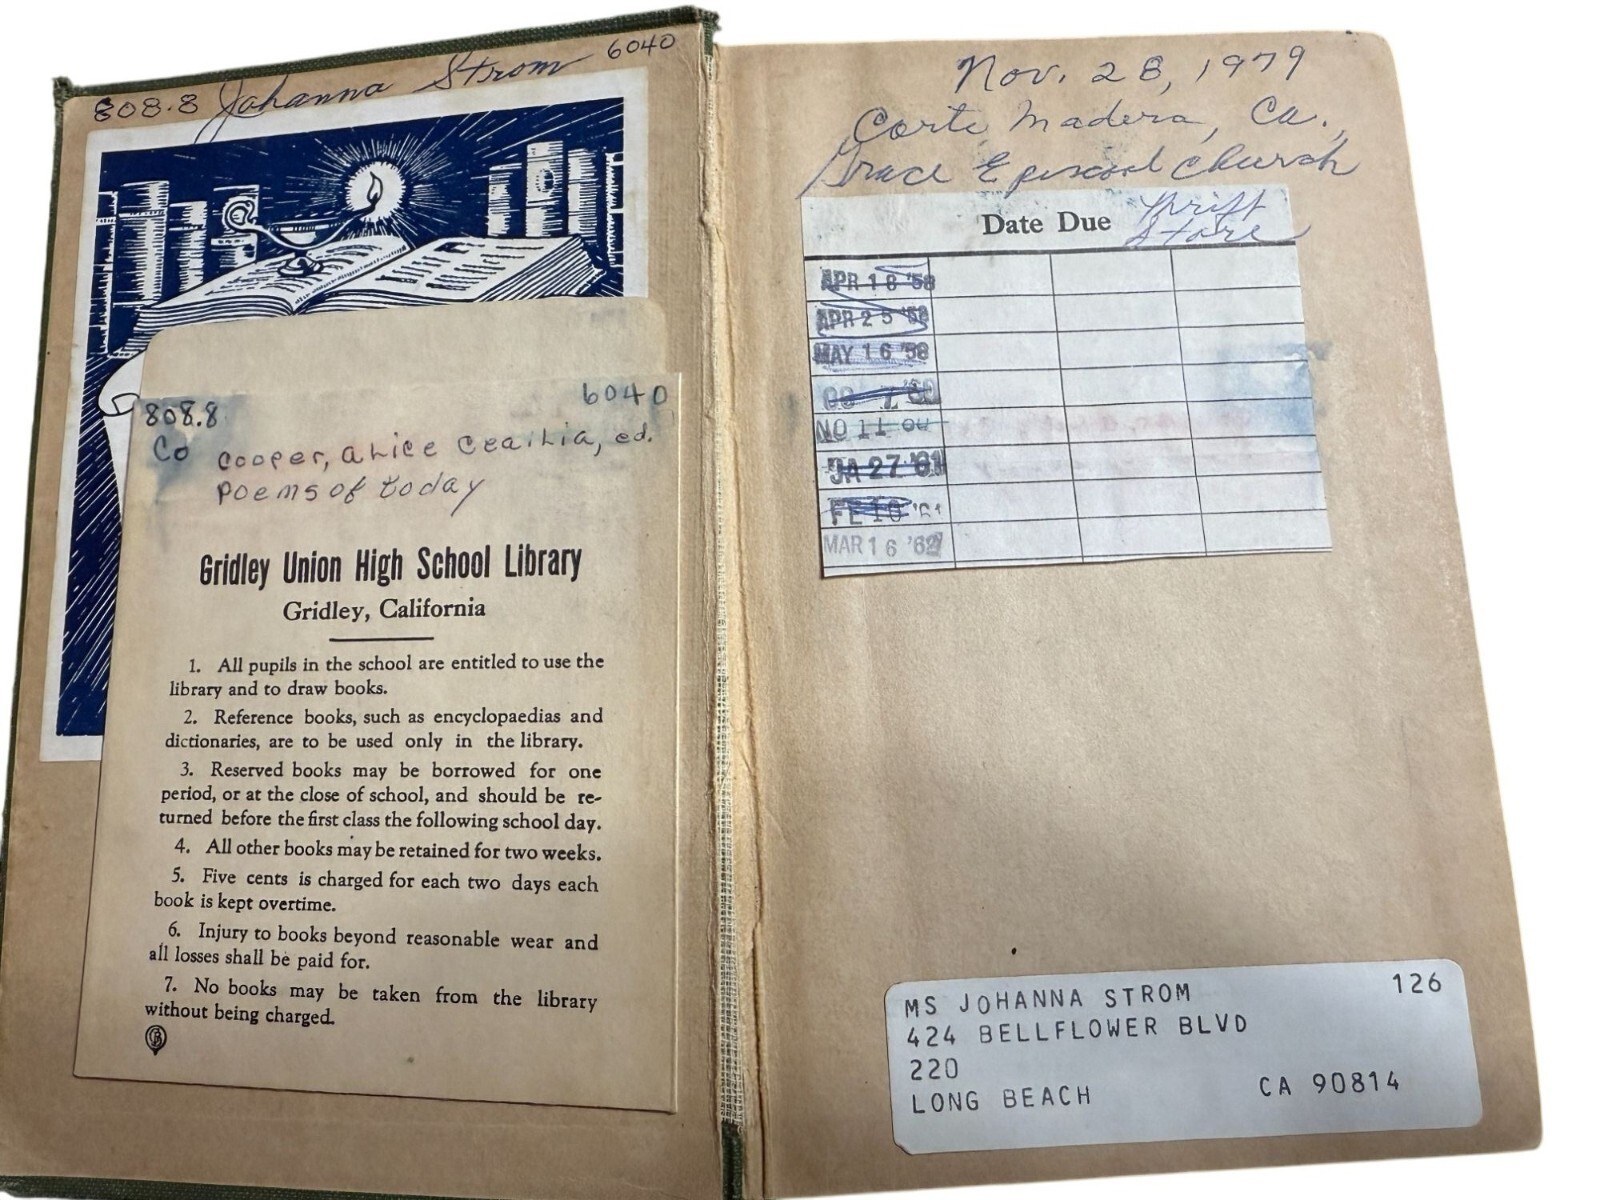 808.8 Johanna Strom 6040
808.8 6040
Co Cooper, Alice Ceailia, ed.
Poems of today
Gridley Union High School Library
Gridley, California
1. All pupils in the school are entitled to use the
library and to draw books.
2. Reference books, such as encyclopaedias and
dictionaries, are to be used only in the library.
3. Reserved books may be borrowed for one
period, or at the close of school, and should be re-
turned before the first class the following school day.
4. All other books may be retained for two weeks.
5. Five cents is charged for each two days each
book is kept overtime.
6. Injury to books beyond reasonable wear and
all losses shall be paid for.
7. No books may be taken from the library
without being charged.
Nov. 28, 1979
Corte Madera, Ca.,
Grace Episcoal Church
Thrift
Date Due
Store
APR 18 '58
APR 25 '58
MAY 16 '58
NO 11 60
JA 27 '61
FE 10 '61
MAR 16 '62
MS JOHANNA STROM 126
424 BELLFLOWER BLVD
220
LONG BEACH CA 90814